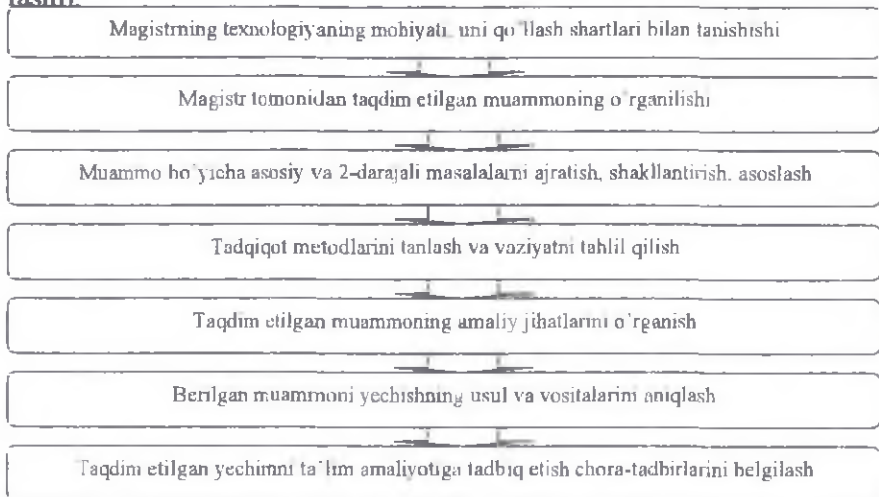 Magistrning texnologiyaning mohiyati, uni qo'llash shartlari bilan tanishishi
Magistr tomonidan taqdim etilgan muammoning o'rganilishi
Muammo bo'yicha asosiy va 2-darajali masalalarni ajratish, shakllantirish, asoslash
Tadqiqot metodlarini tanlash va vaziyatni tahlil qilish
Taqdim etilgan muammoning amaliy jihatlarini o'rganish
Berilgan muammoni yechishning usul va vositalarini aniqlash
Taqdim etilgan yechimni ta'lim amaliyotiga tadbiq etish chora-tadbirlarini belgilash